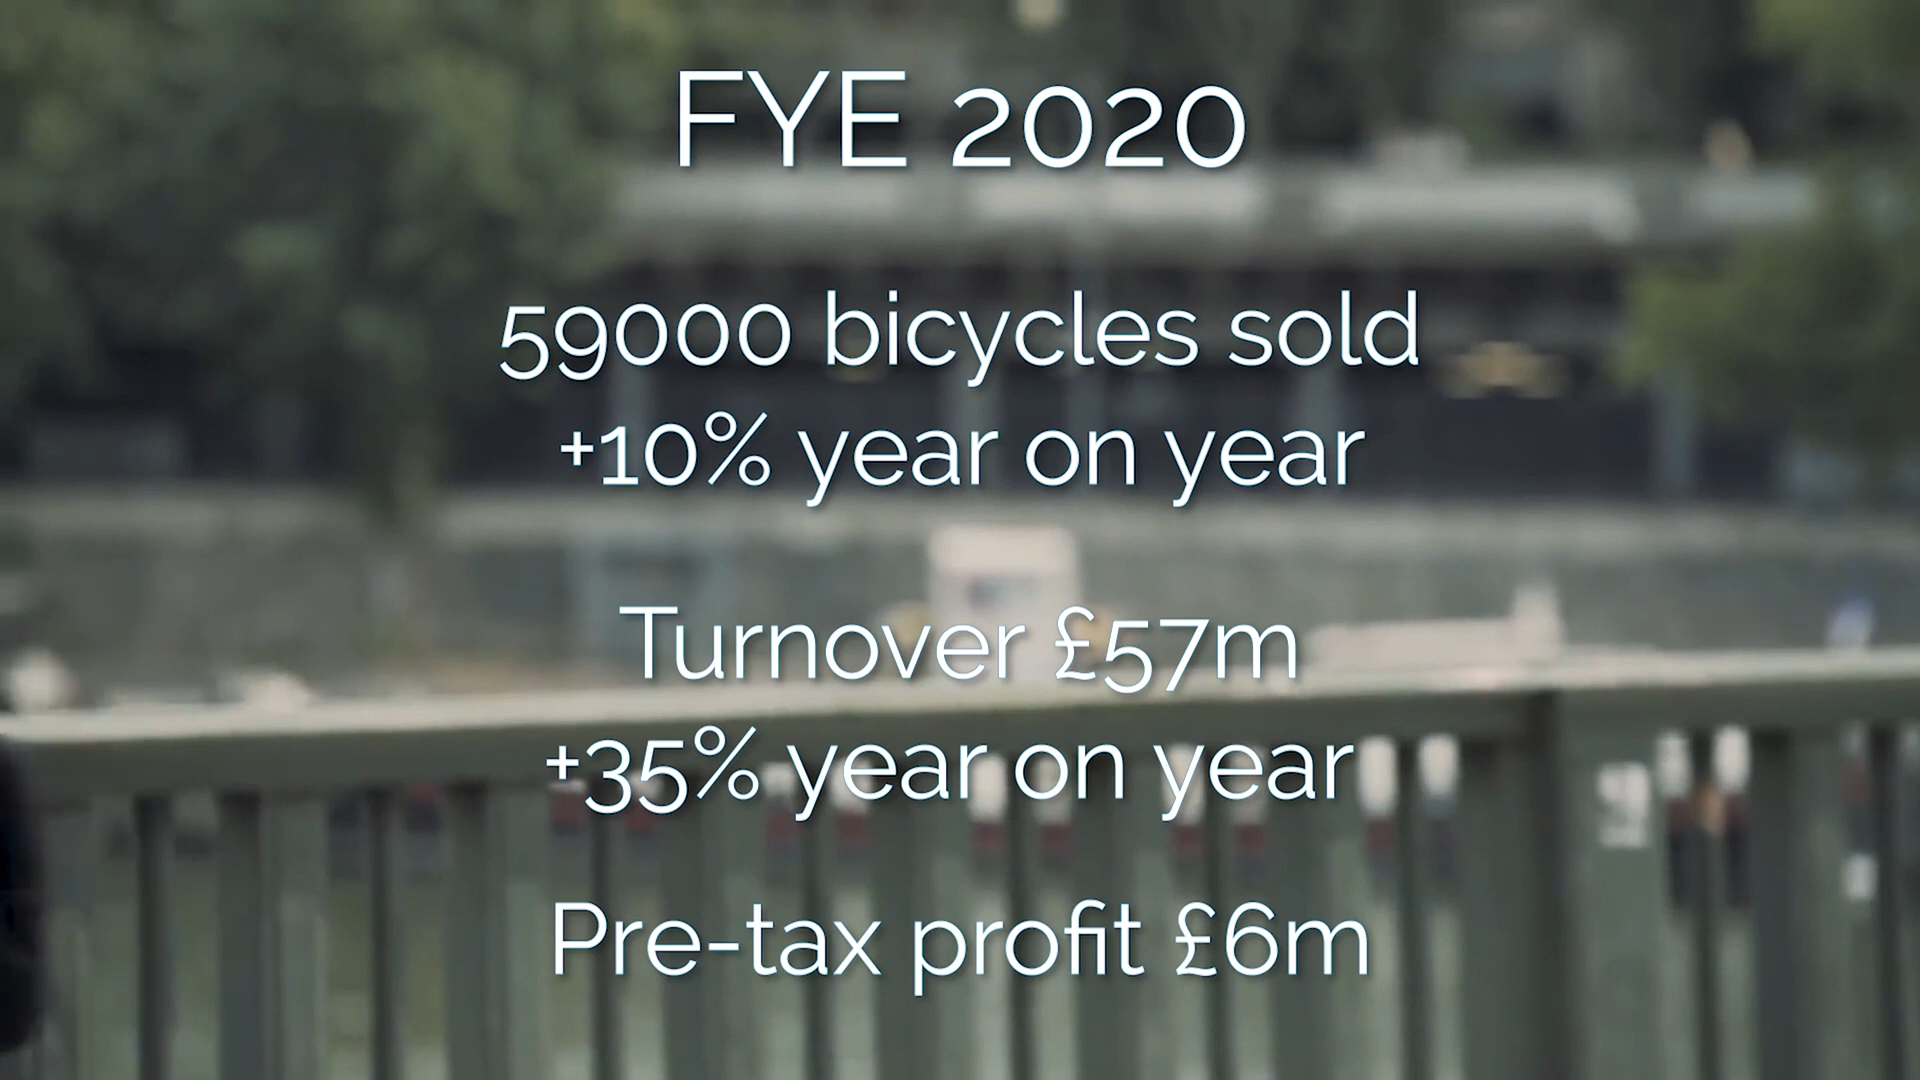 FYE 2020
59000 bicycles sold
+10% year on year
Turnover £57m
+35% year on year
Pre-tax profit £6m